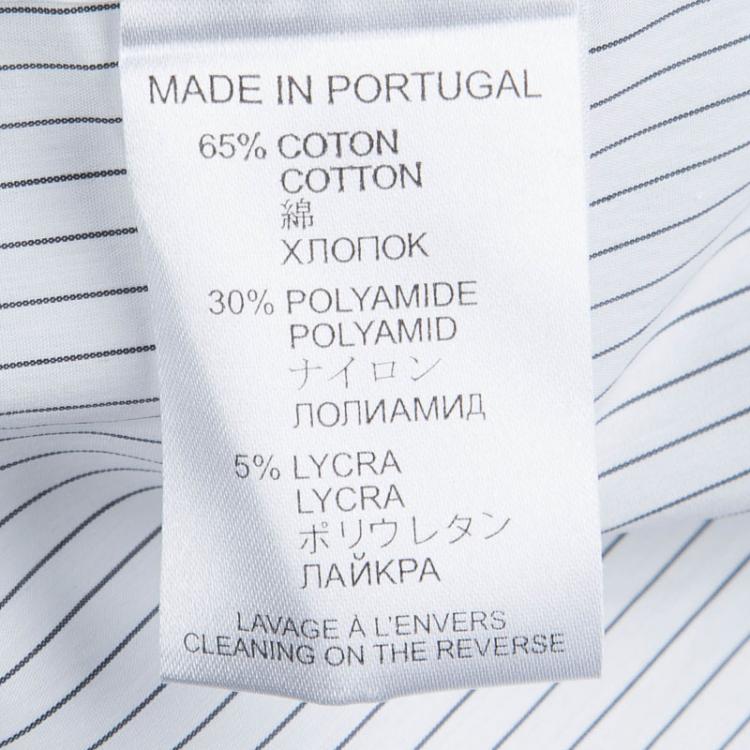 MADE IN PORTUGAL
65% COTON
COTTON
綿
ХЛОПОК
30% POLYAMIDE
POLYAMID
ナイロン
ЛОЛИАМИД
5% LYCRA
LYCRA
ポリウレタン
ЛАЙКРА
LAVAGE À L'ENVERS
CLEANING ON THE REVERSE